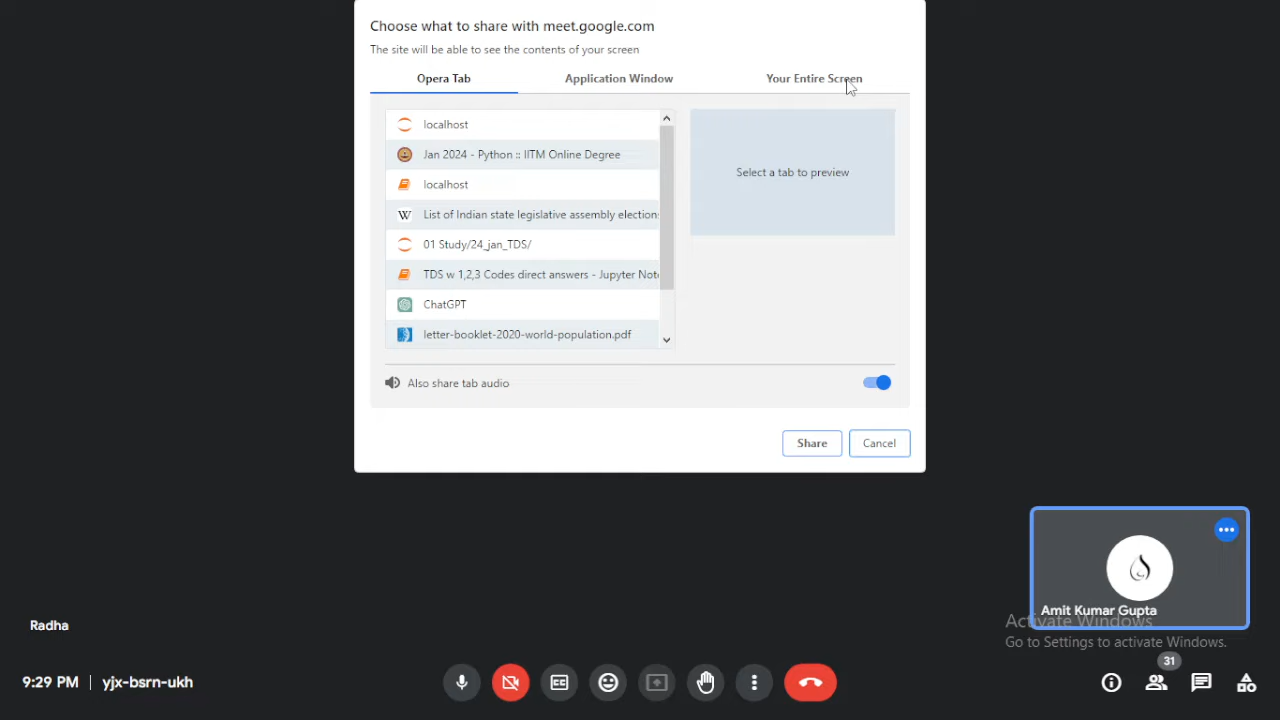 Choose what to share with meet.google.com
The site will be able to see the contents of your screen
Opera Tab
Application Window
Your Entire Screen
localhost
Jan 2024 - Python :: IITM Online Degree
localhost
List of Indian state legislative assembly elections
01 Study/24_jan_TDS/
TDS w 1,2,3 Codes direct answers - Jupyter Note
ChatGPT
letter-booklet-2020-world-population.pdf
Select a tab to preview
Also share tab audio
Share
Cancel
Amit Kumar Gupta
Activate Windows
Go to Settings to activate Windows.
Radha
9:29 PM | yjx-bsrn-ukh
31